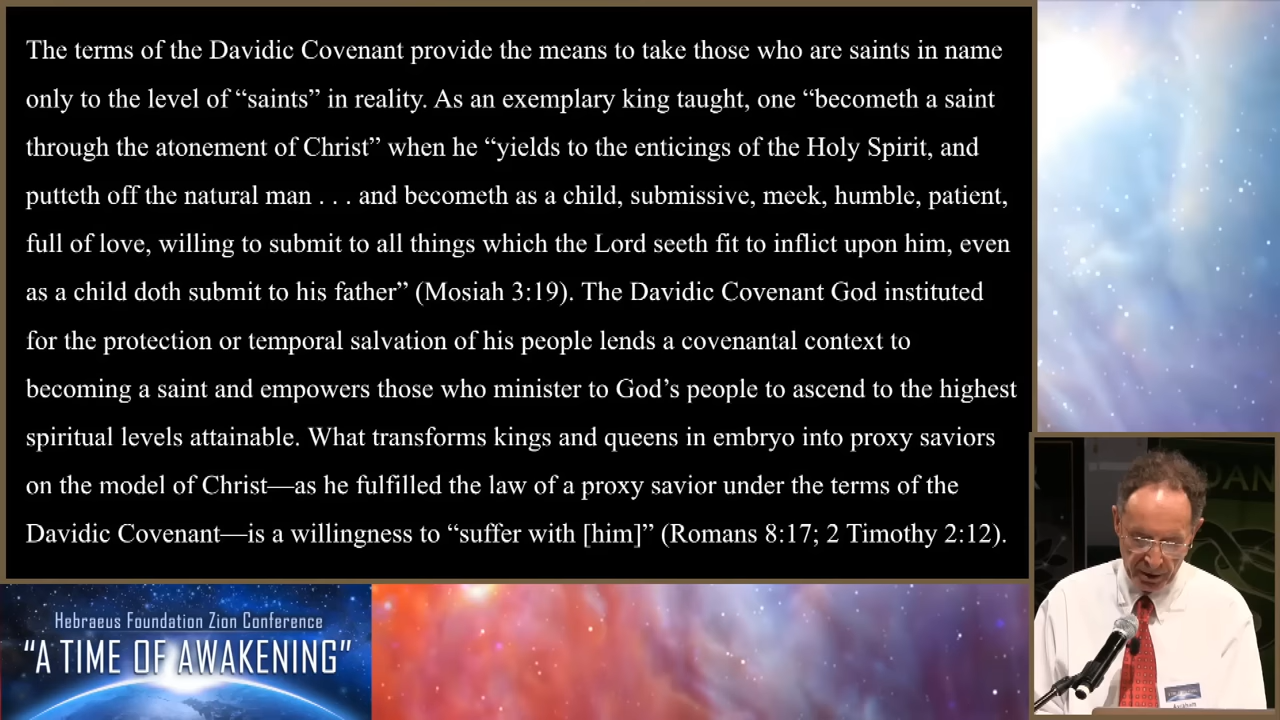 The terms of the Davidic Covenant provide the means to take those who are saints in name
only to the level of “saints” in reality. As an exemplary king taught, one “becometh a saint
through the atonement of Christ” when he “yields to the enticings of the Holy Spirit, and
putteth off the natural man . . . and becometh as a child, submissive, meek, humble, patient,
full of love, willing to submit to all things which the Lord seeth fit to inflict upon him, even
as a child doth submit to his father” (Mosiah 3:19). The Davidic Covenant God instituted
for the protection or temporal salvation of his people lends a covenantal context to
becoming a saint and empowers those who minister to God’s people to ascend to the highest
spiritual levels attainable. What transforms kings and queens in embryo into proxy saviors
on the model of Christ—as he fulfilled the law of a proxy savior under the terms of the
Davidic Covenant—is a willingness to “suffer with [him]” (Romans 8:17; 2 Timothy 2:12).
Hebraeus Foundation Zion Conference
“A TIME OF AWAKENING”